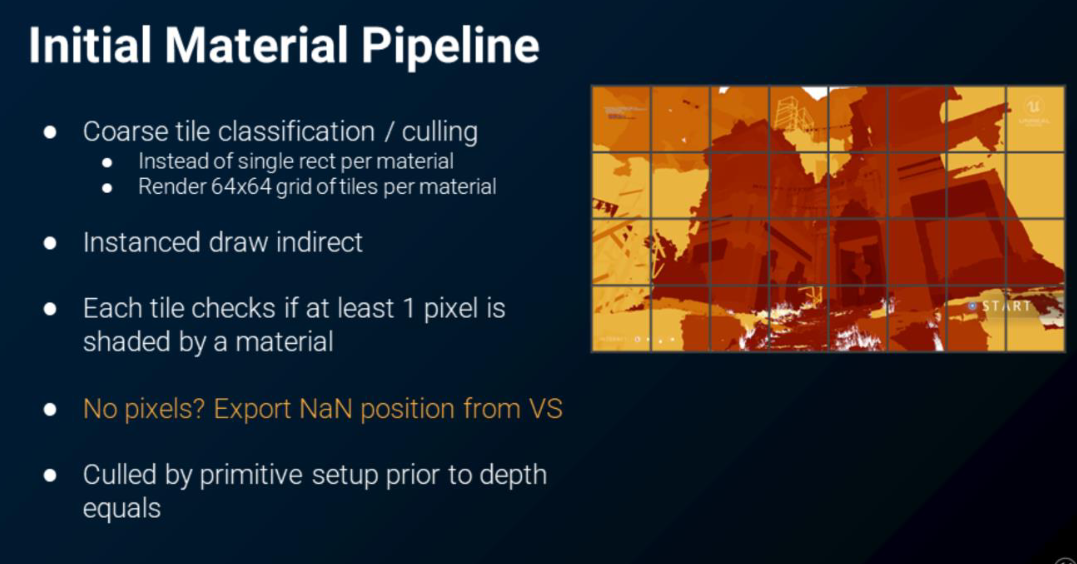 Initial Material Pipeline
● Coarse tile classification / culling
● Instead of single rect per material
● Render 64x64 grid of tiles per material
● Instanced draw indirect
● Each tile checks if at least 1 pixel is
shaded by a material
● No pixels? Export NaN position from VS
● Culled by primitive setup prior to depth
equals
START